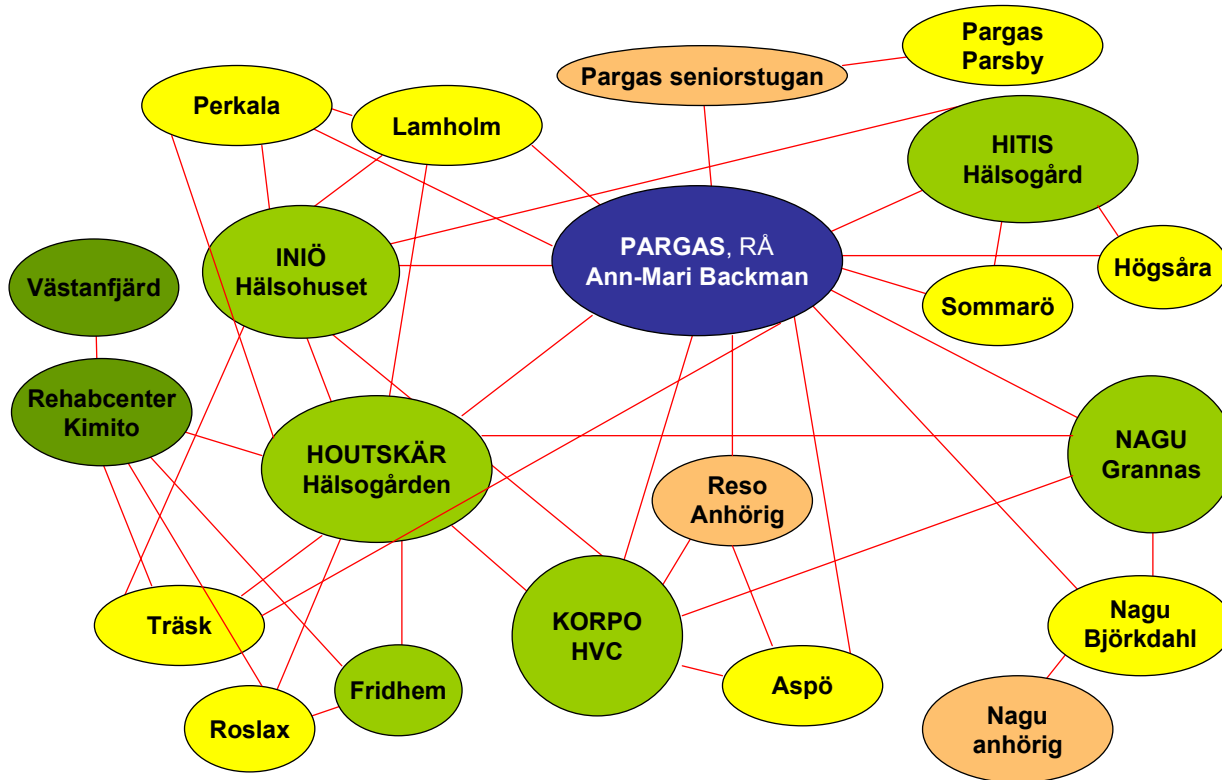 Pargas
Parsby
Pargas seniorstugan
Perkala
Lamholm
HITIS
Hälsogård
INIÖ
Hälsohuset
PARGAS, RÅ
Ann-Mari Backman
Högsåra
Västanfjärd
Sommarö
Rehabcenter
Kimito
HOUTSKÄR
Hälsogården
NAGU
Grannas
Reso
Anhörig
Träsk
KORPO
HVC
Nagu
Björkdahl
Fridhem
Aspö
Roslax
Nagu
anhörig